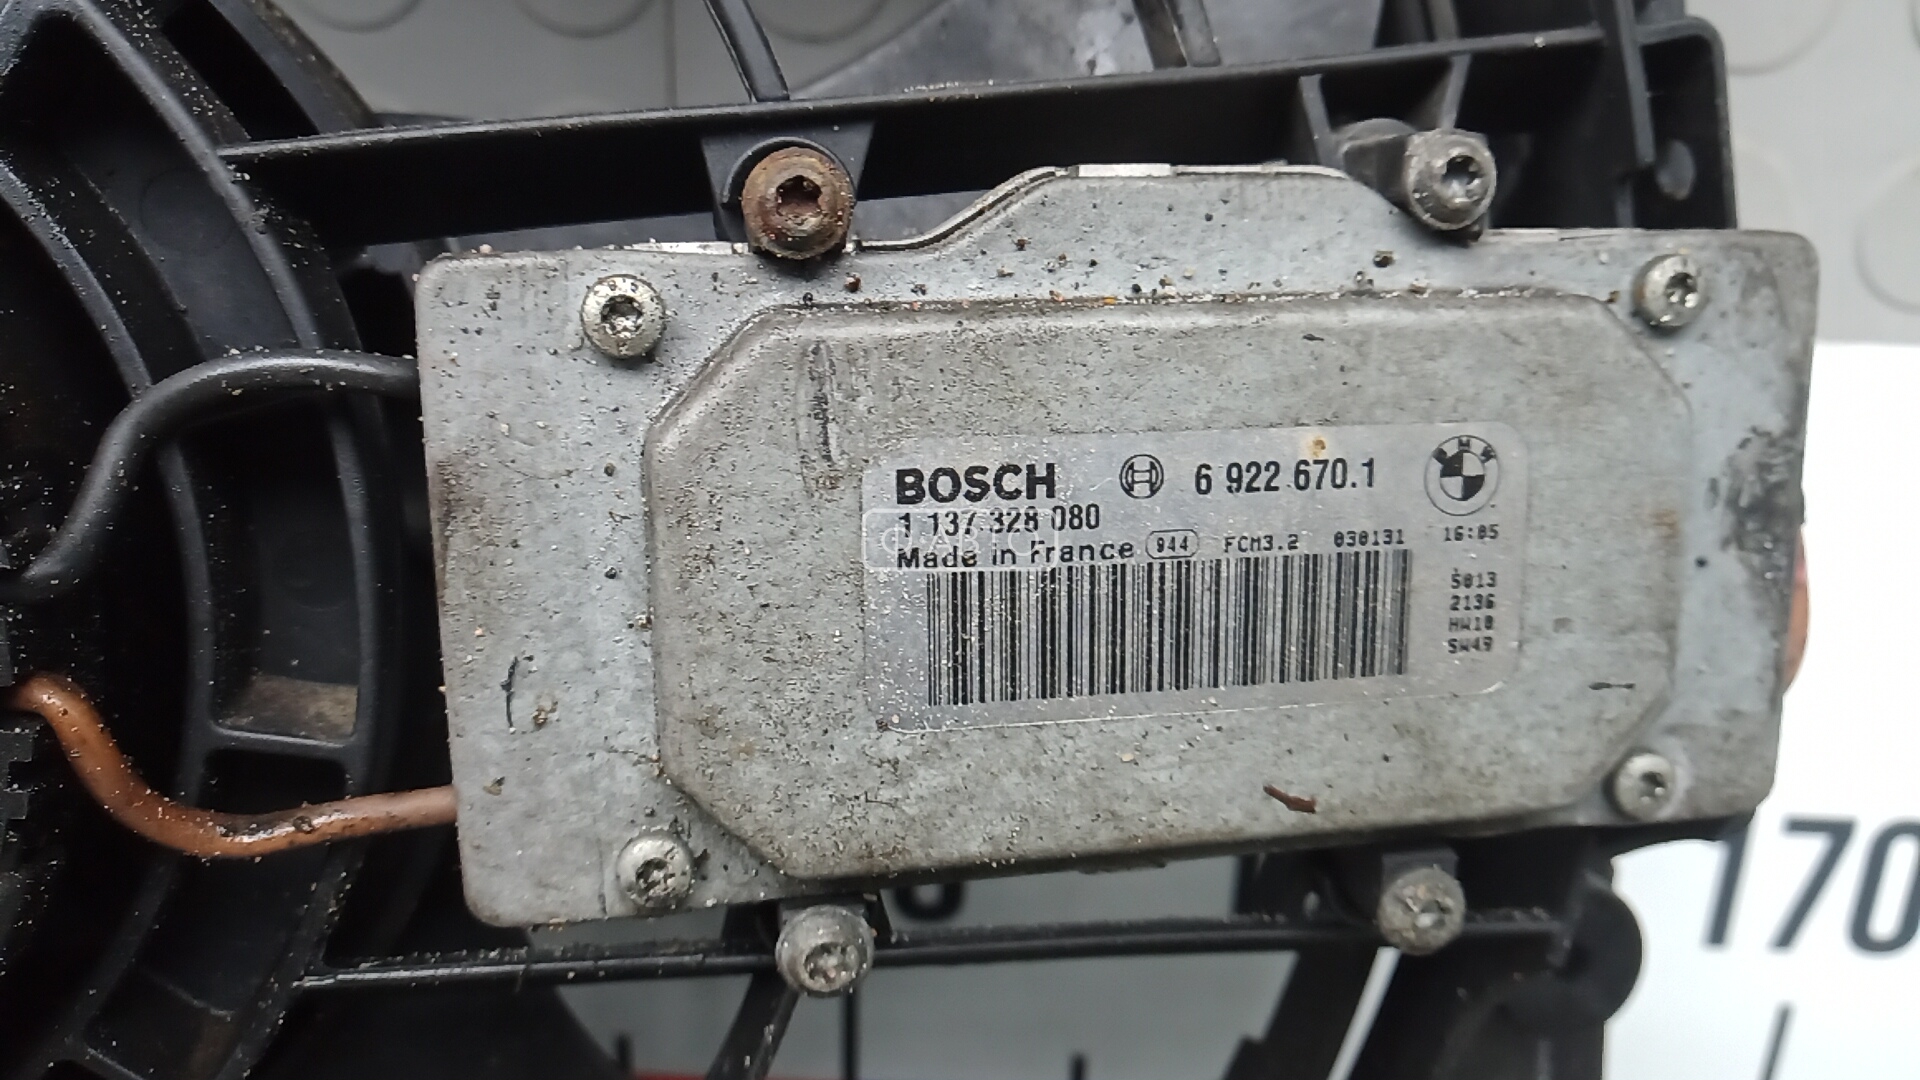 BOSCH 6 922 670.1 BMW
1 137 328 080
Made in France 944 FCM3.2 030131 16:05
5013
2136
HW10
SW49
170